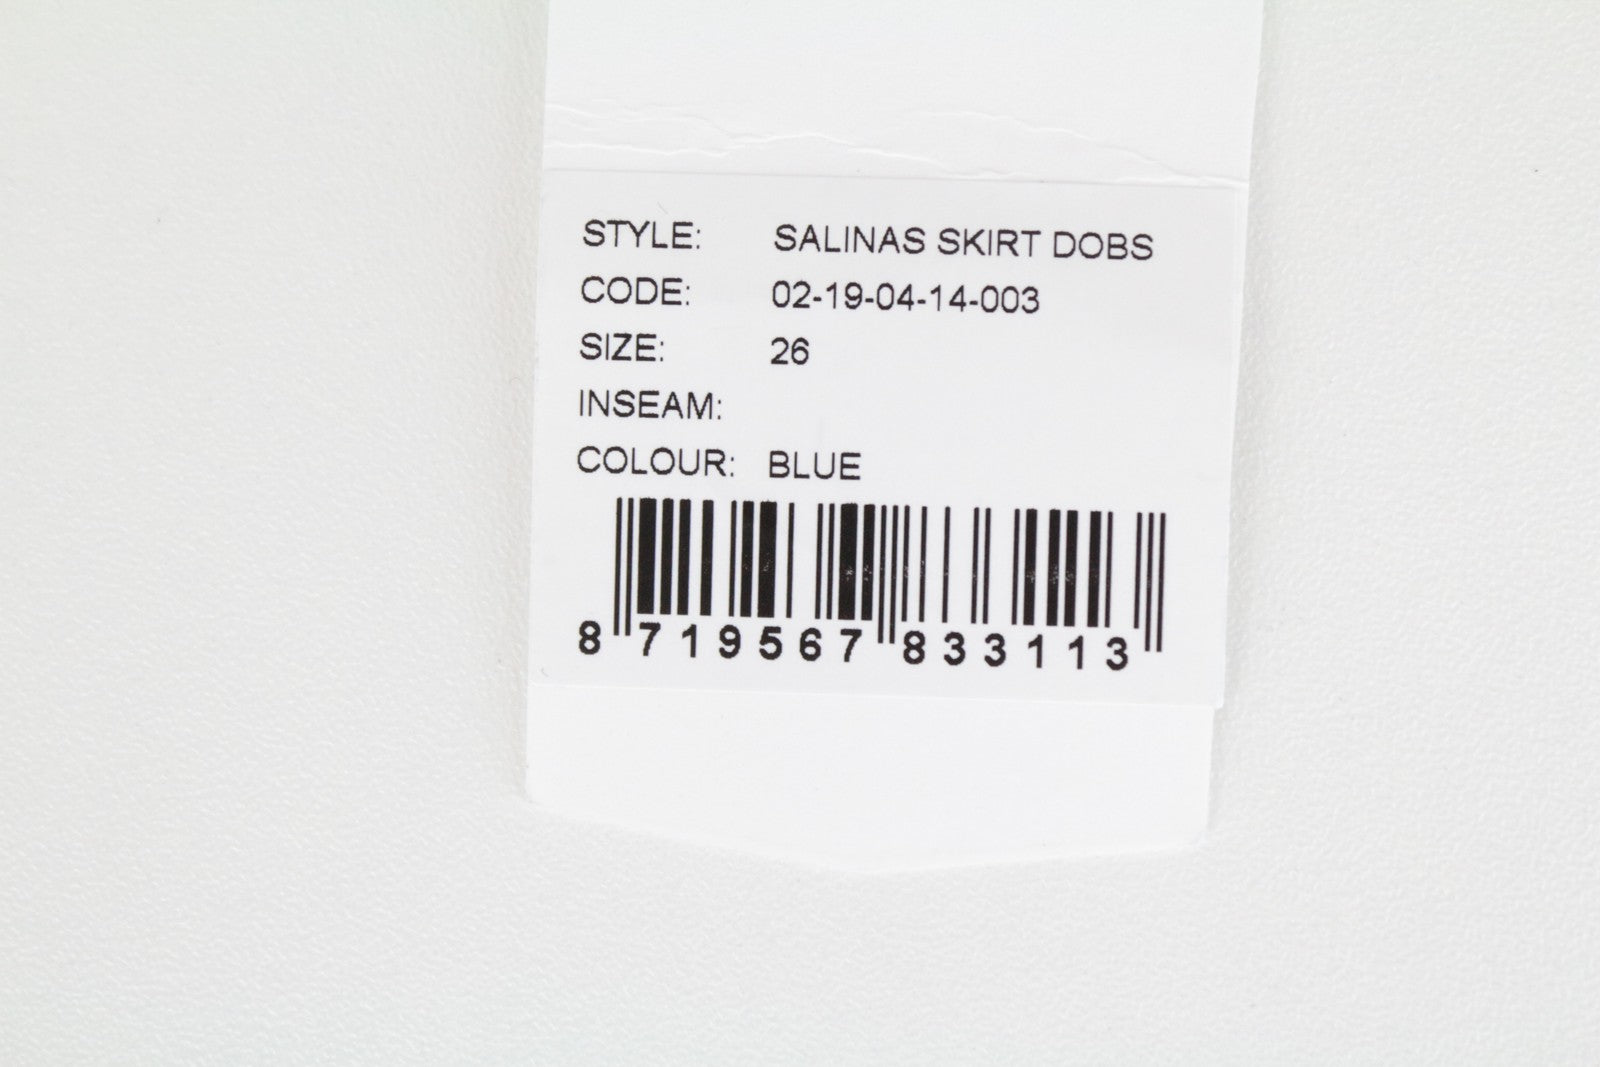 STYLE: SALINAS SKIRT DOBS
CODE: 02-19-04-14-003
SIZE: 26
INSEAM:
COLOUR: BLUE
8 719567 833113